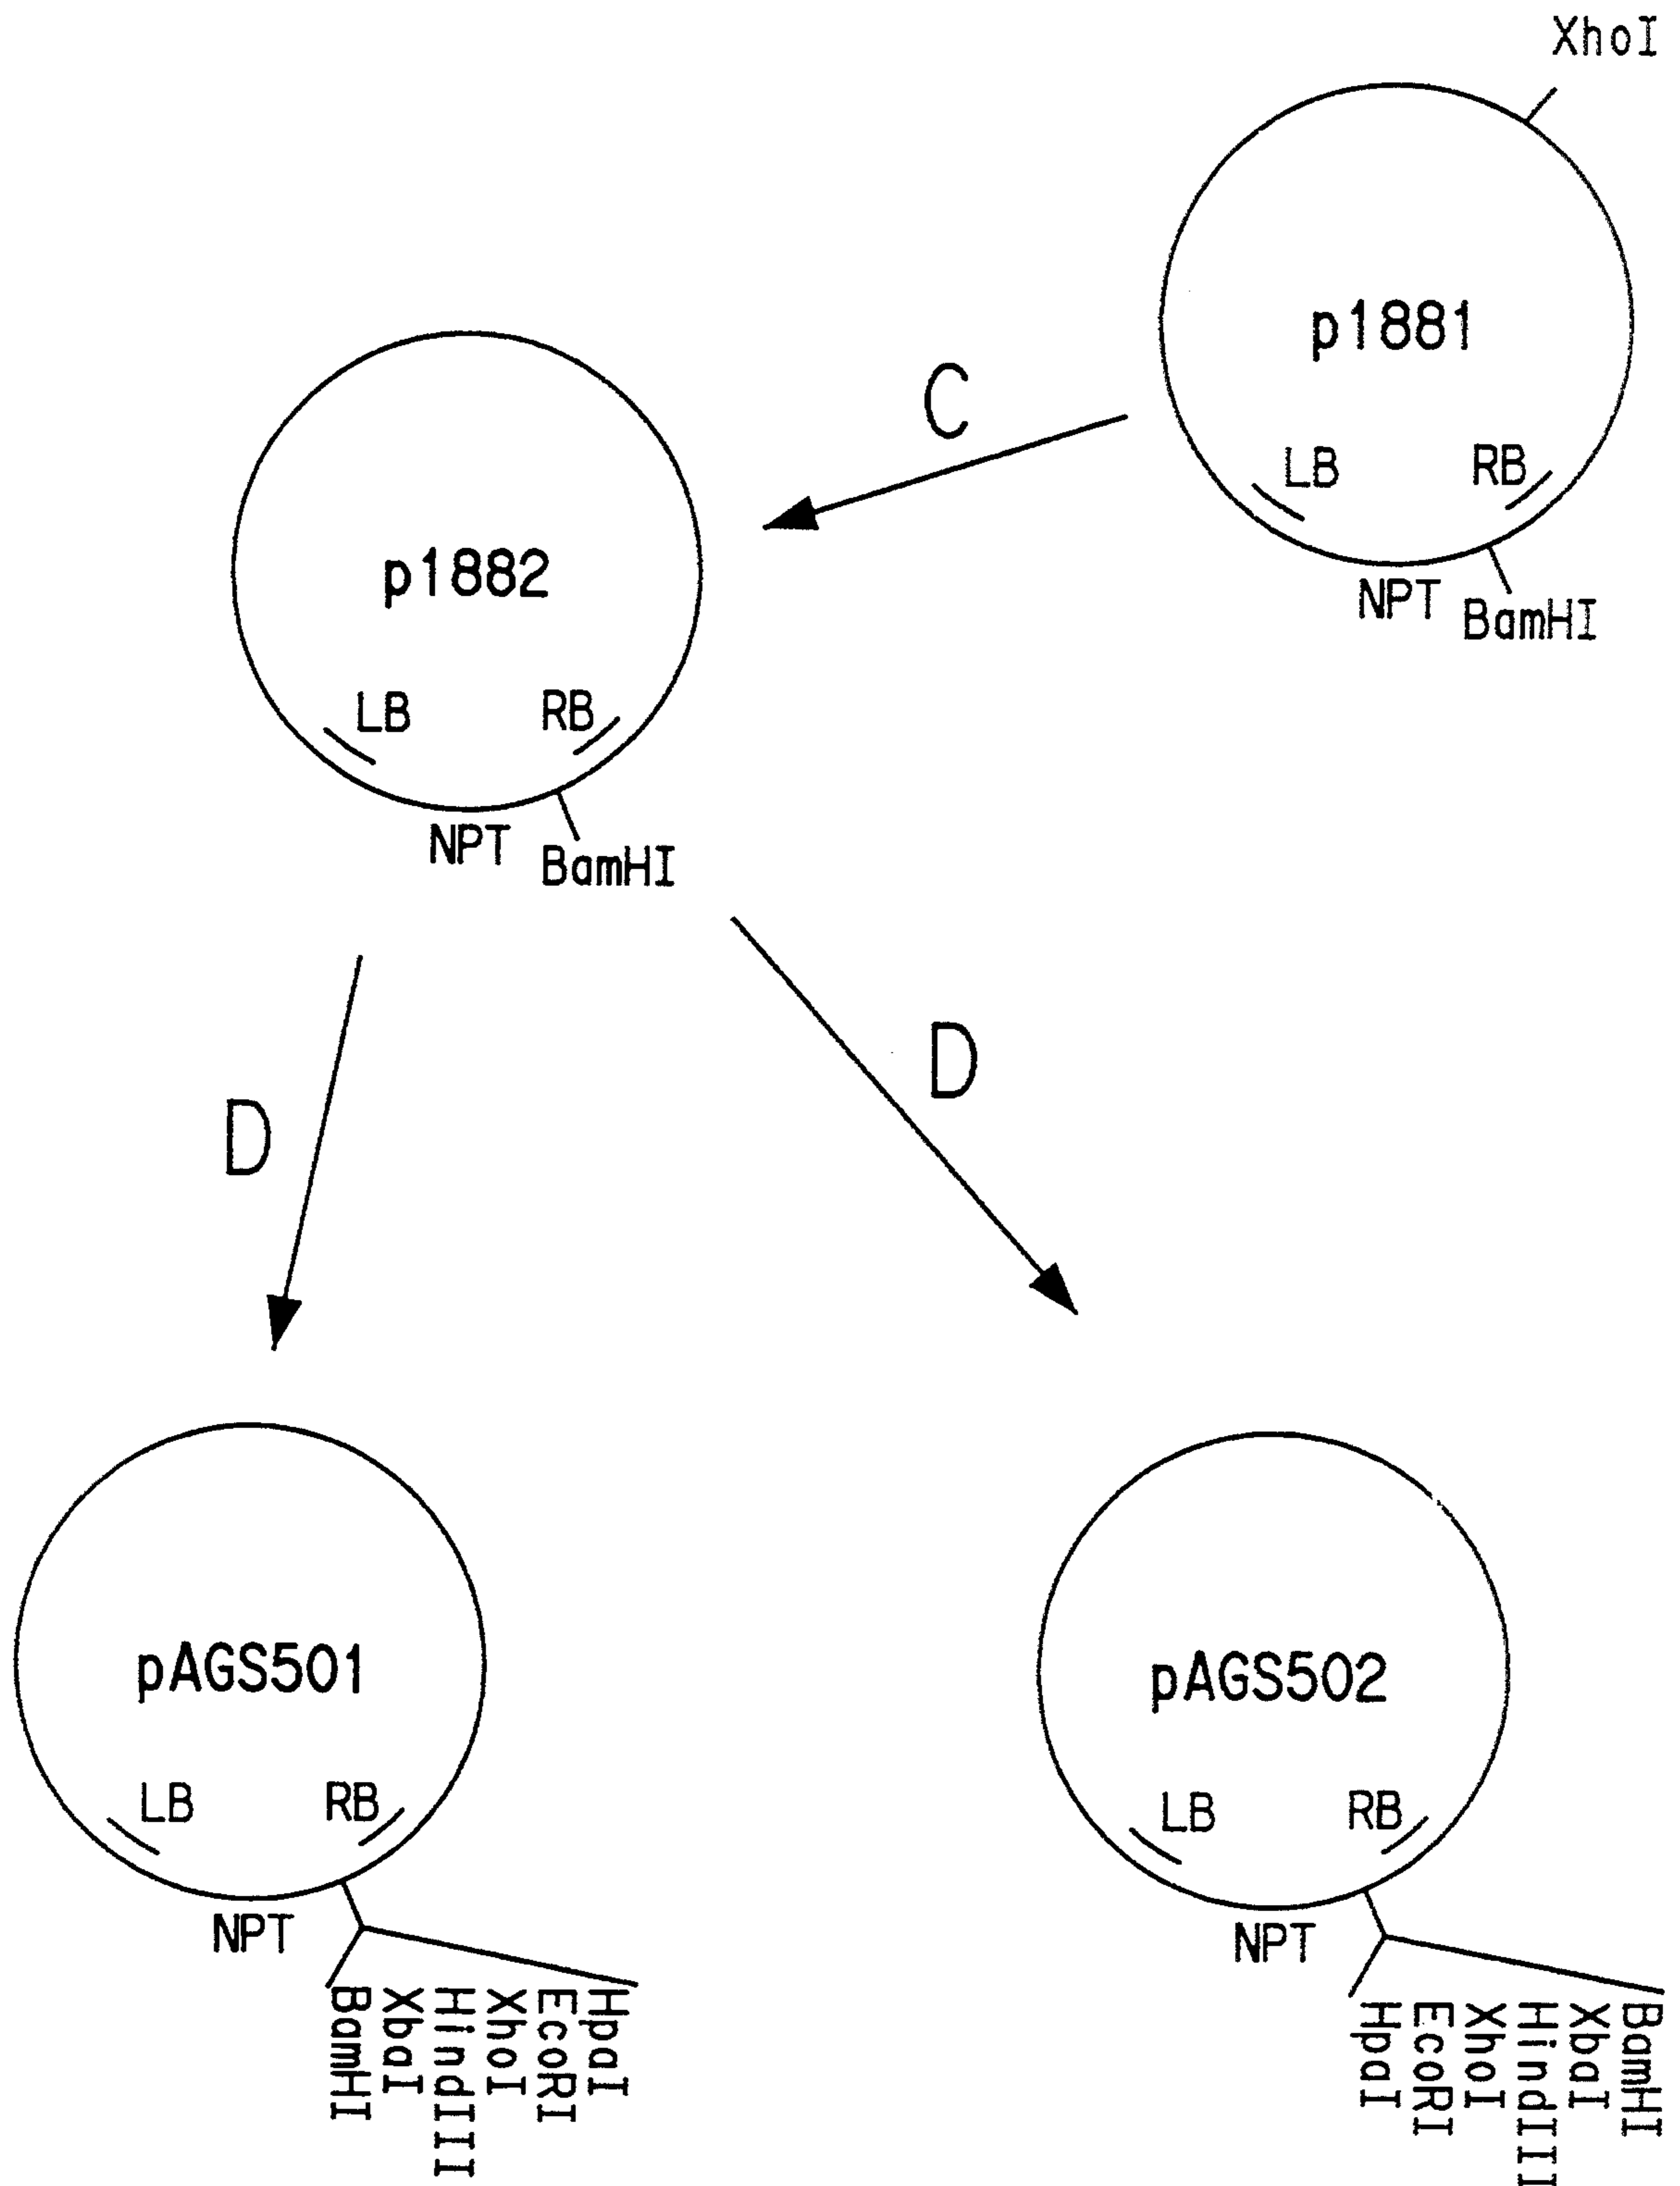 XhoI
p1881
LB
RB
NPT
BamHI
C
p1882
LB
RB
NPT
BamHI
D
D
pAGS501
LB
RB
NPT
BamHI
XbaI
HindIII
XhoI
EcoRI
HpaI
pAGS502
LB
RB
NPT
HpaI
EcoRI
XhoI
HindIII
XbaI
BamHI